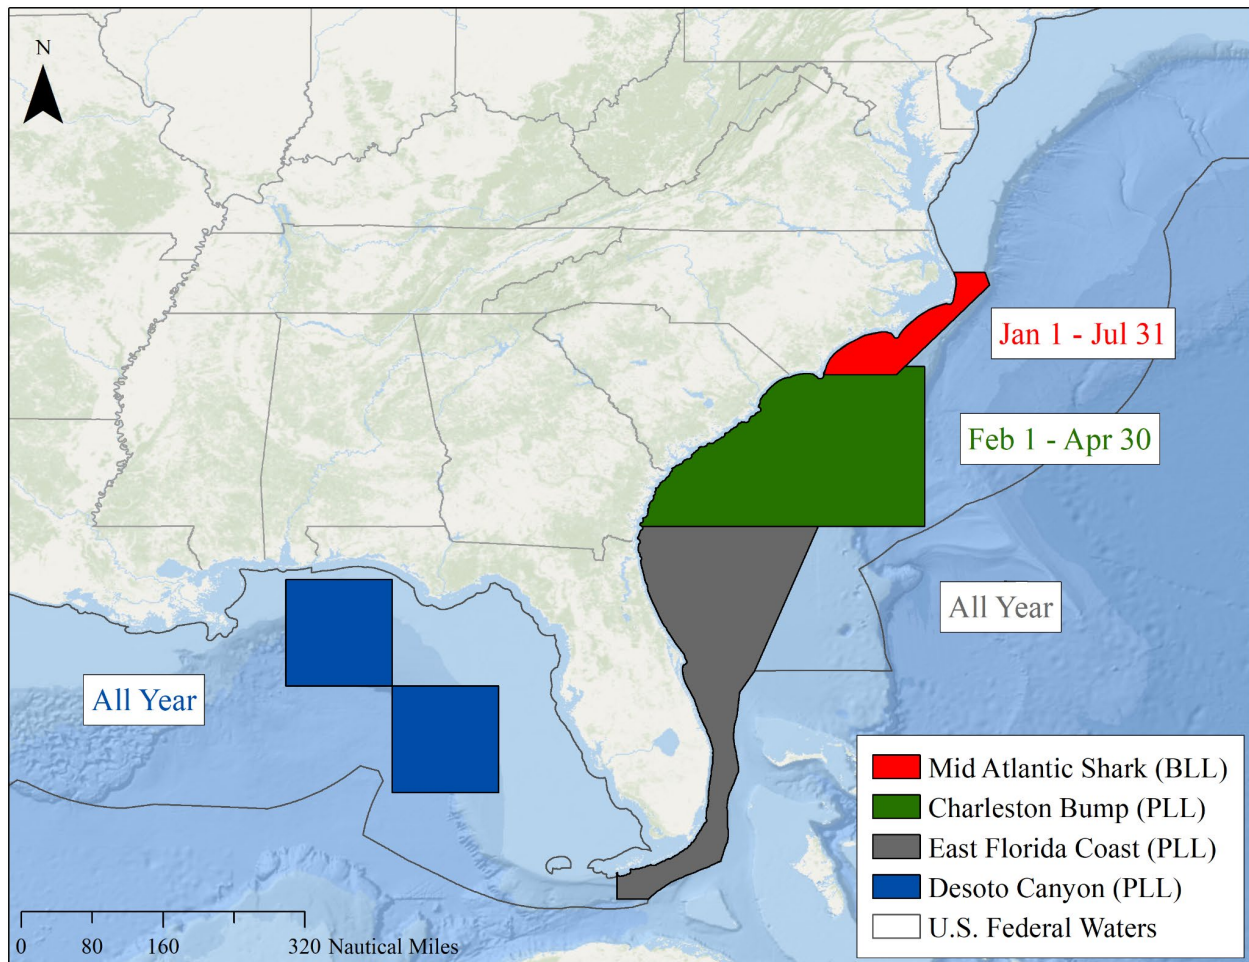 N
Jan 1 - Jul 31
Feb 1 - Apr 30
All Year
All Year
Mid Atlantic Shark (BLL)
Charleston Bump (PLL)
East Florida Coast (PLL)
Desoto Canyon (PLL)
U.S. Federal Waters
0 80 160 320 Nautical Miles